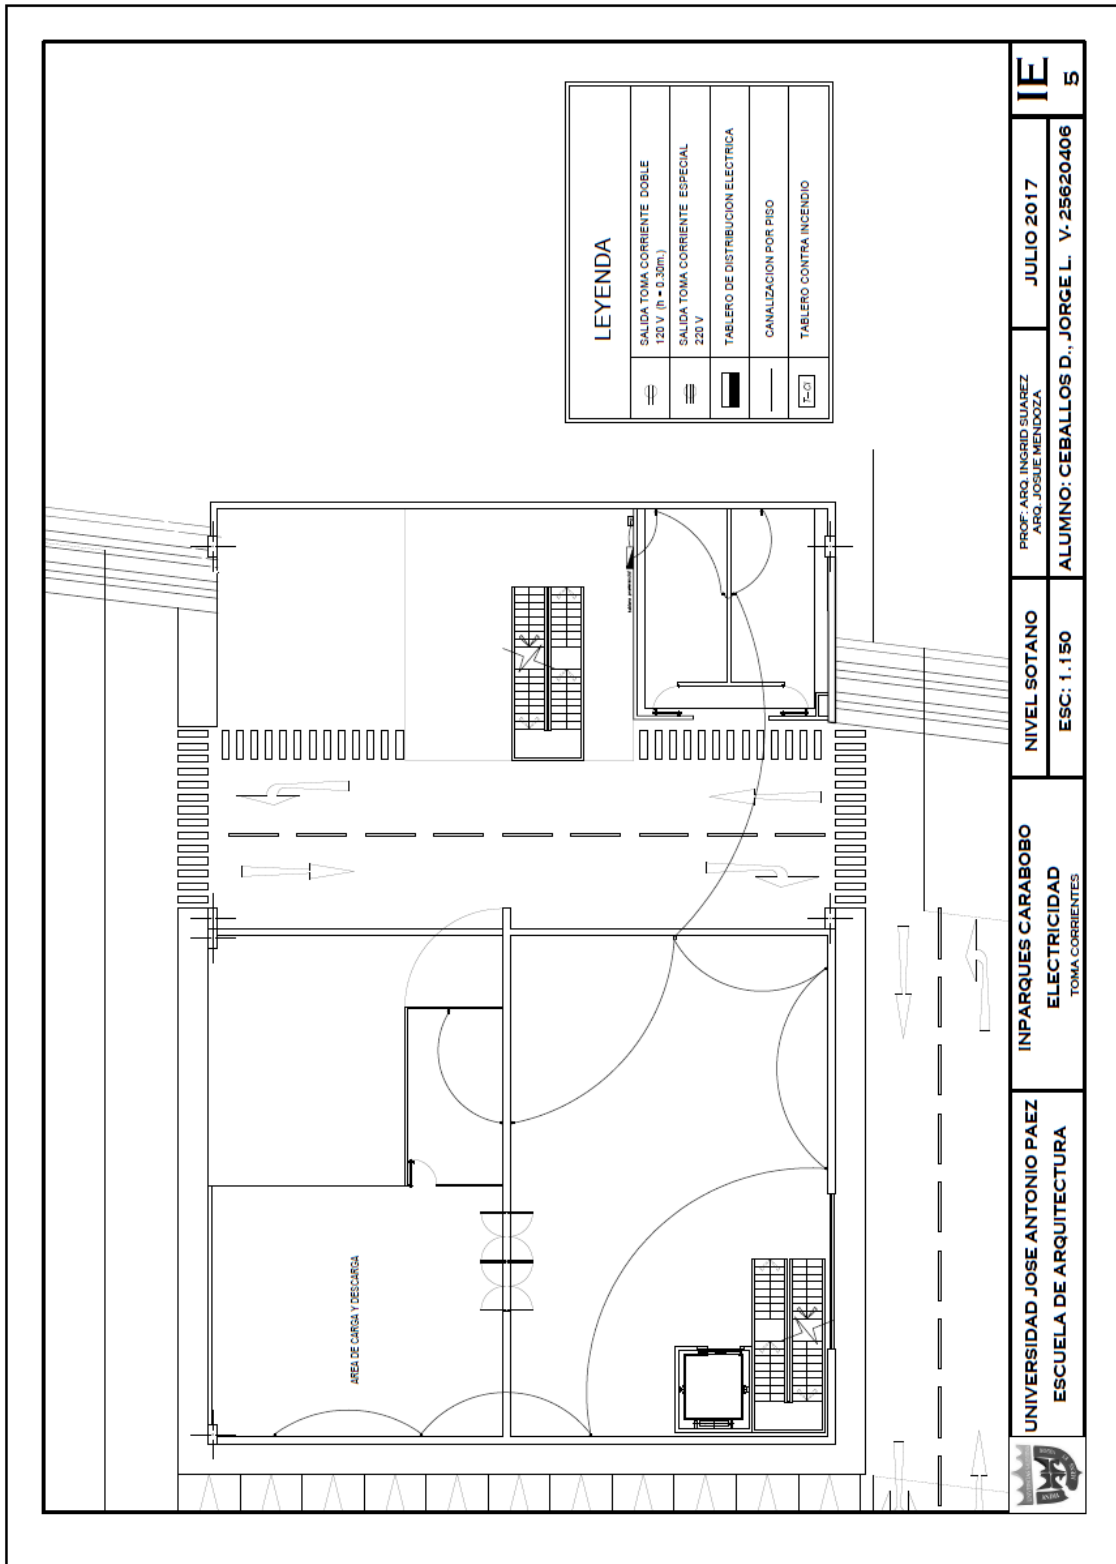 AREA DE CARGA Y DESCARGA
LEYENDA
SALIDA TOMA CORRIENTE DOBLE
120 V (h = 0.30m.)
SALIDA TOMA CORRIENTE ESPECIAL
220 V
TABLERO DE DISTRIBUCION ELECTRICA
CANALIZACION POR PISO
T-CI
TABLERO CONTRA INCENDIO
UNIVERSIDAD JOSE ANTONIO PAEZ
ESCUELA DE ARQUITECTURA
INPARQUES CARABOBO
ELECTRICIDAD
TOMA CORRIENTES
NIVEL SOTANO
ESC: 1.150
PROF: ARQ. INGRID SUAREZ
ARQ. JOSUE MENDOZA
JULIO 2017
ALUMNO: CEBALLOS D., JORGE L. V- 25620406
IE
5